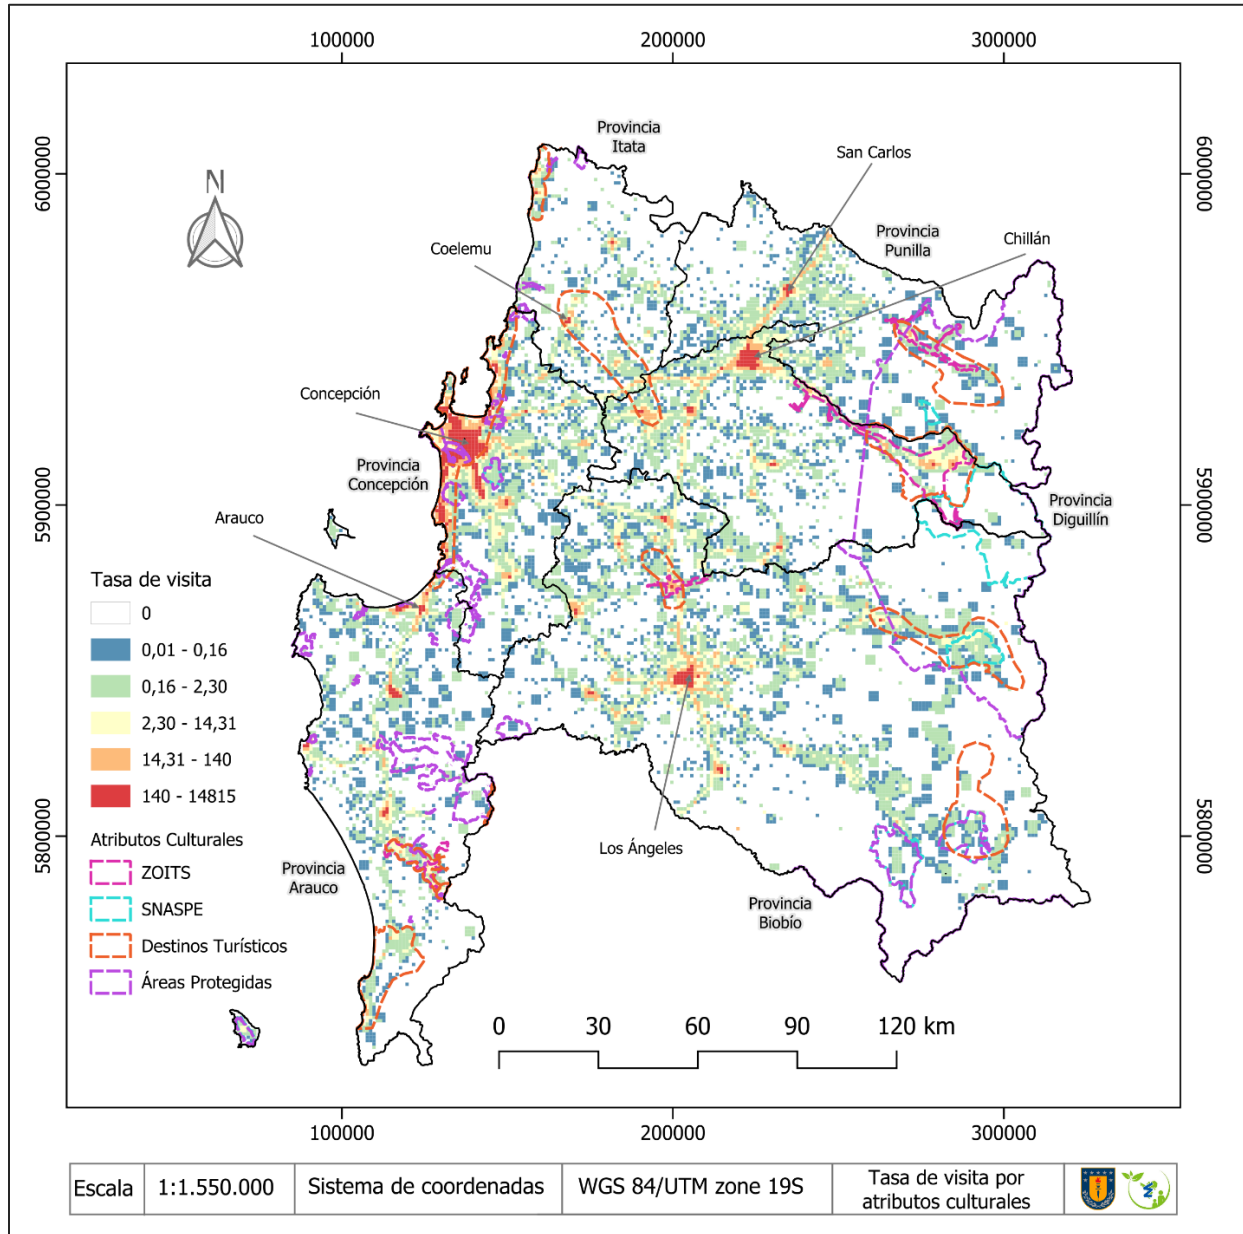 100000
200000
300000
6000000
5900000
5800000
6000000
5900000
5800000
N
Provincia
Itata
San Carlos
Provincia
Punilla
Chillán
Coelemu
Concepción
Provincia
Concepción
Arauco
Provincia
Diguillín
Tasa de visita
0
0,01 - 0,16
0,16 - 2,30
2,30 - 14,31
14,31 - 140
140 - 14815
Atributos Culturales
ZOITS
SNASPE
Destinos Turísticos
Áreas Protegidas
Provincia
Arauco
Los Ángeles
Provincia
Biobío
0 30 60 90 120 km
100000
200000
300000
Escala
1:1.550.000
Sistema de coordenadas
WGS 84/UTM zone 19S
Tasa de visita por
atributos culturales